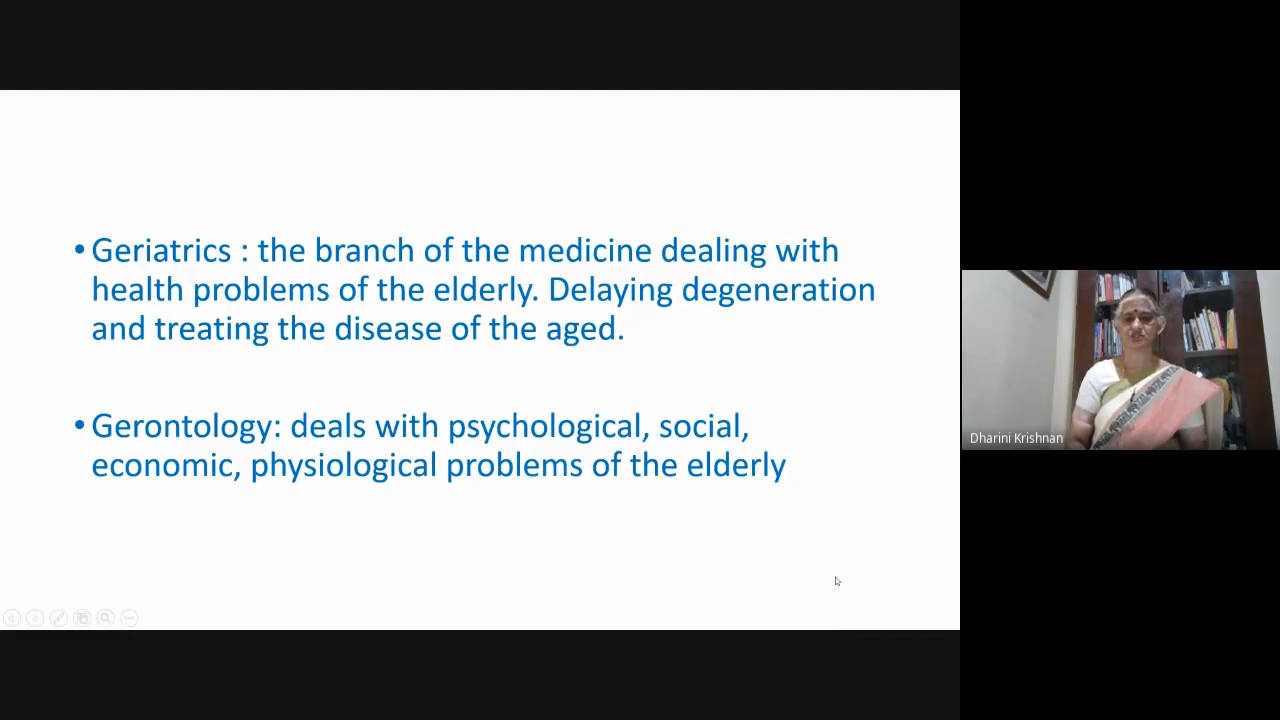 • Geriatrics : the branch of the medicine dealing with
health problems of the elderly. Delaying degeneration
and treating the disease of the aged.
• Gerontology: deals with psychological, social,
economic, physiological problems of the elderly
Dharini Krishnan